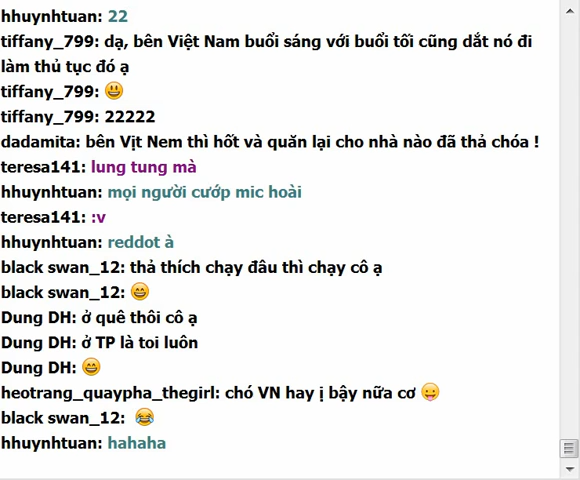 hhuynhtuan: 22
tiffany_799: dạ, bên Việt Nam buổi sáng với buổi tối cũng dắt nó đi
làm thủ tục đó ạ
tiffany_799: 😃
tiffany_799: 22222
dadamita: bên Vịt Nem thì hốt và quăn lại cho nhà nào đã thả chóa !
teresa141: lung tung mà
hhuynhtuan: mọi người cướp mic hoài
teresa141: :v
hhuynhtuan: reddot à
black swan_12: thả thích chạy đâu thì chạy cô ạ
black swan_12: 😄
Dung DH: ở quê thôi cô ạ
Dung DH: ở TP là toi luôn
Dung DH: 😄
heotrang_quaypha_thegirl: chó VN hay ị bậy nữa cơ 😛
black swan_12: 😂
hhuynhtuan: hahaha